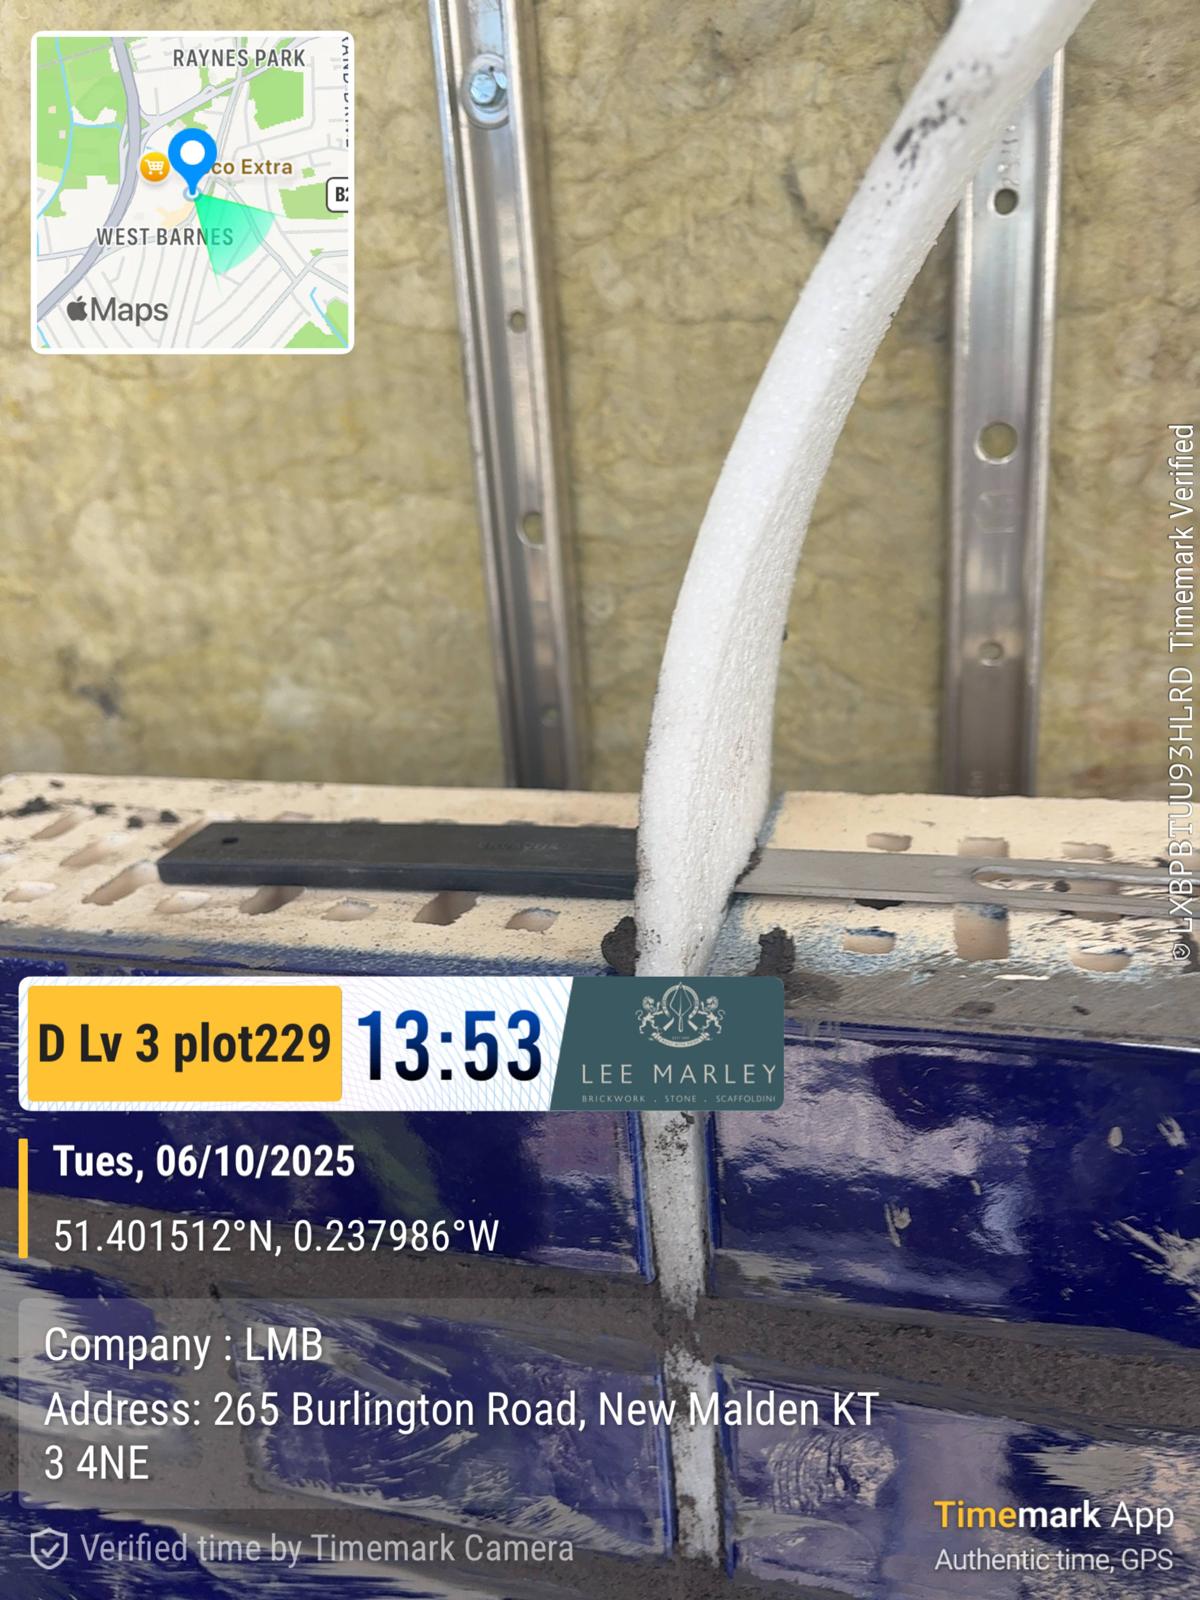 RAYNES PARK
co Extra
WEST BARNES
Maps
D Lv 3 plot229
13:53
LEE MARLEY
BRICKWORK . STONE . SCAFFOLDIN
Tues, 06/10/2025
51.401512°N, 0.237986°W
Company : LMB
Address: 265 Burlington Road, New Malden KT
3 4NE
Verified time by Timemark Camera
Timemark App
Authentic time, GPS
© LXBPBTUU93HLRD Timemark Verified